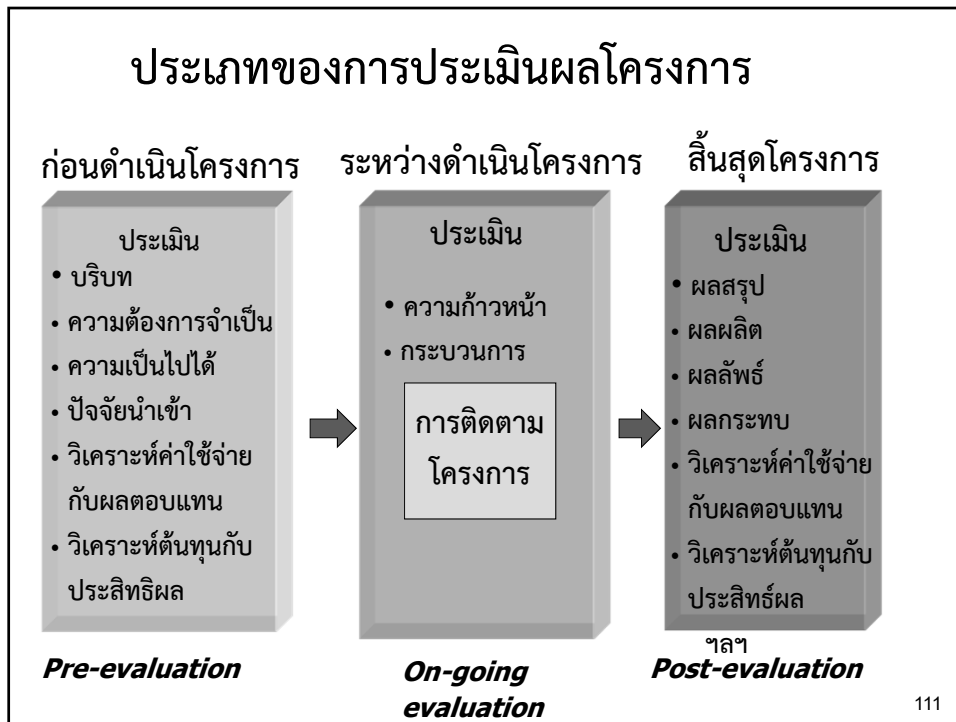 ประเภทของการประเมินผลโครงการ
ก่อนดำเนินโครงการ
ประเมิน
• บริบท
• ความต้องการจำเป็น
• ความเป็นไปได้
• ปัจจัยนำเข้า
• วิเคราะห์ค่าใช้จ่าย
กับผลตอบแทน
• วิเคราะห์ต้นทุนกับ
ประสิทธิผล
Pre-evaluation
ระหว่างดำเนินโครงการ
ประเมิน
• ความก้าวหน้า
• กระบวนการ
การติดตาม
โครงการ
On-going
evaluation
สิ้นสุดโครงการ
ประเมิน
• ผลสรุป
• ผลผลิต
• ผลลัพธ์
• ผลกระทบ
• วิเคราะห์ค่าใช้จ่าย
กับผลตอบแทน
• วิเคราะห์ต้นทุนกับ
ประสิทธ์ผล
ฯลฯ
Post-evaluation
111